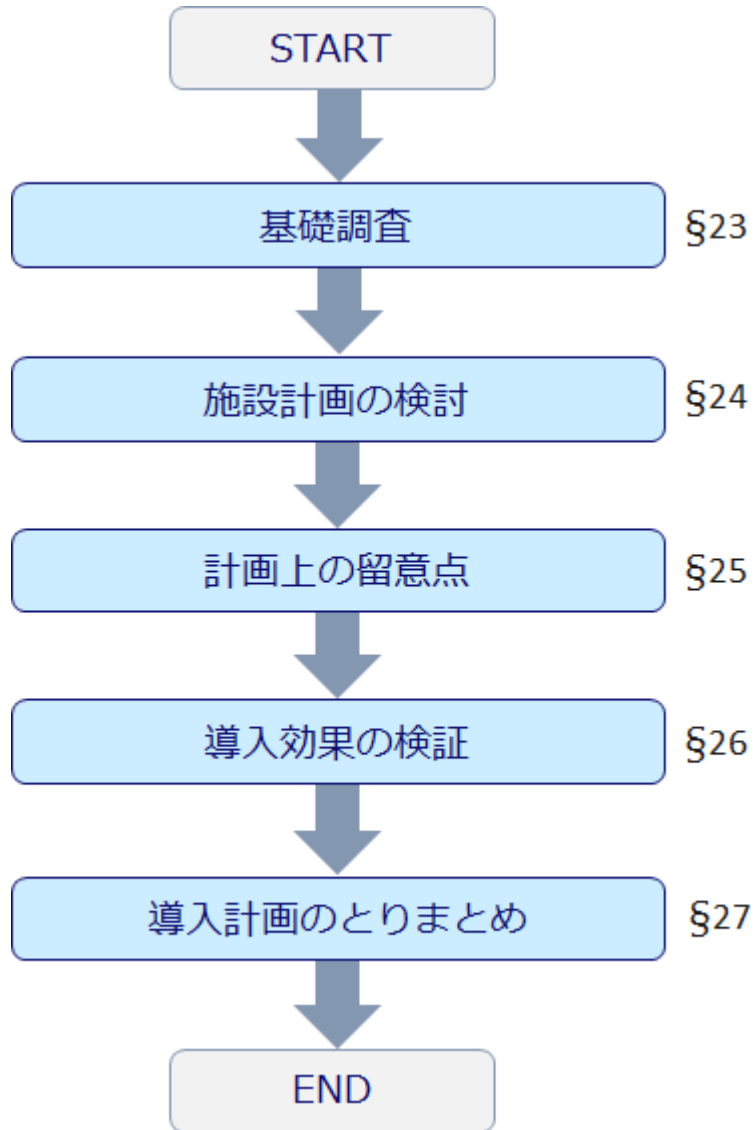 START
基礎調査
§23
施設計画の検討
§24
計画上の留意点
§25
導入効果の検証
§26
導入計画のとりまとめ
§27
END